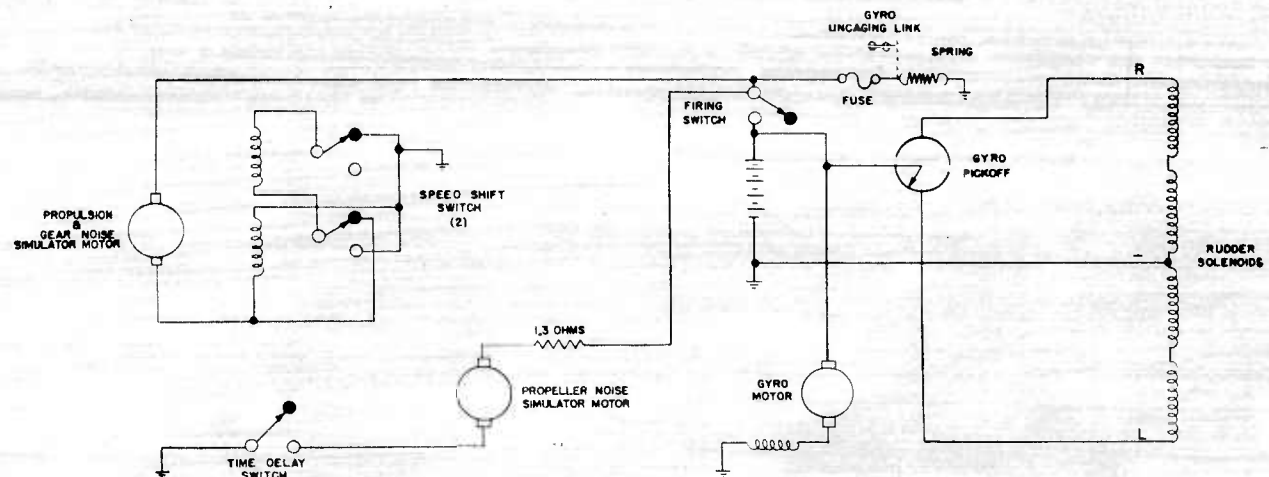 GYRO
UNCAGING LINK
SPRING
R
FUSE
FIRING
SWITCH
GYRO
PICKOFF
SPEED SHIFT
SWITCH
(2)
PROPULSION
&
GEAR NOISE
SIMULATOR MOTOR
-
RUDDER
SOLENOIDS
1.3 OHMS
PROPELLER NOISE
SIMULATOR MOTOR
GYRO
MOTOR
L
TIME DELAY
SWITCH